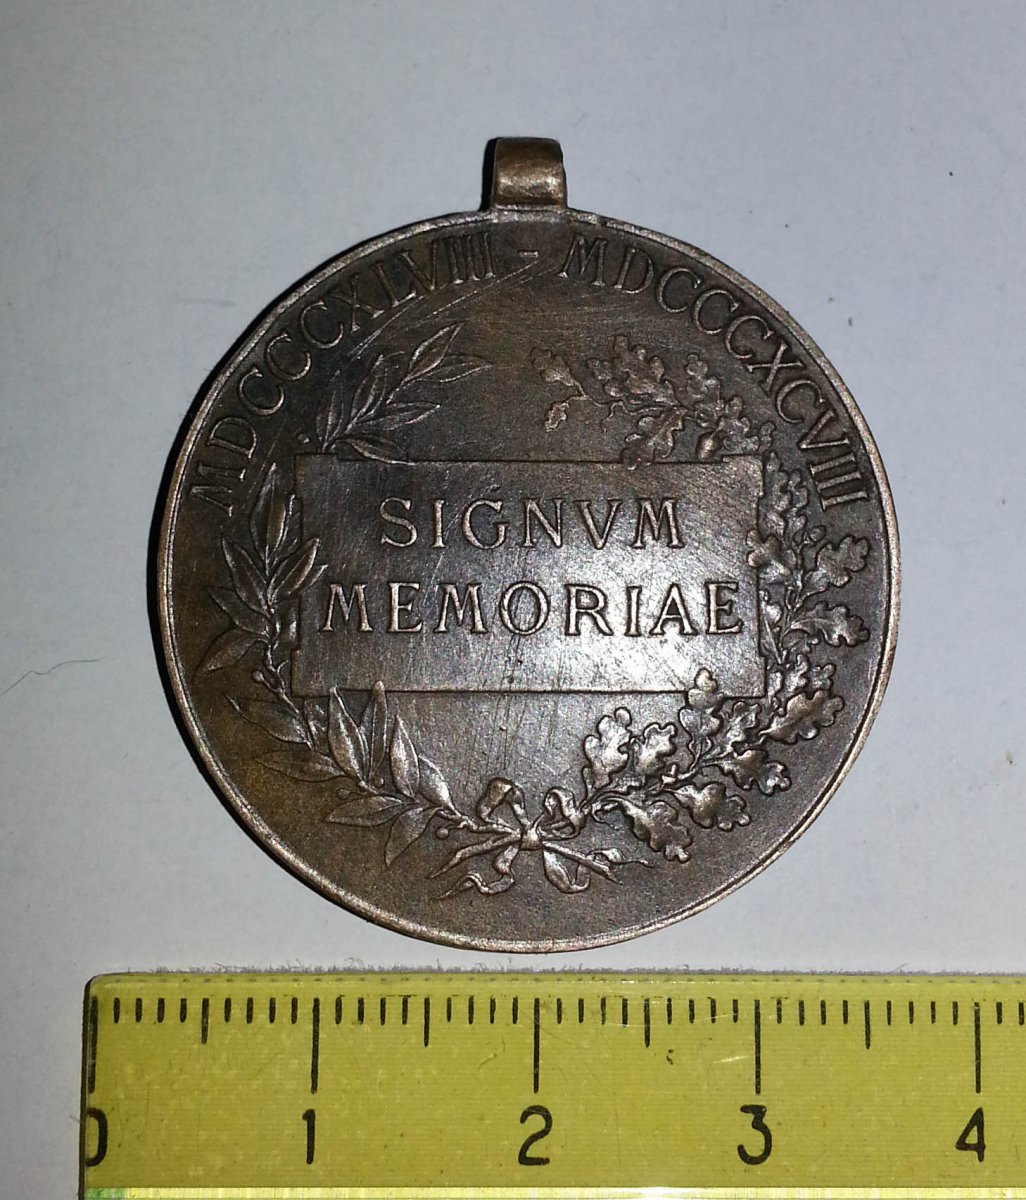 MDCCCXLVIII - MDCCCXCVIII
SIGNVM
MEMORIAE
0 1 2 3 4